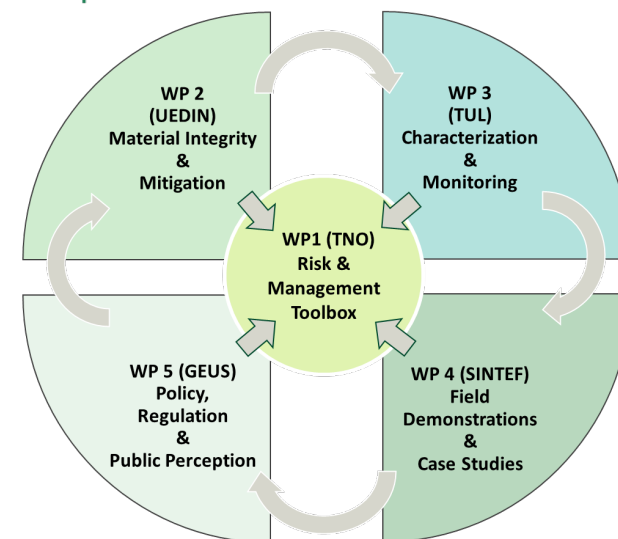 WP 2
(UEDIN)
Material Integrity
&
Mitigation
WP 3
(TUL)
Characterization
&
Monitoring
WP1 (TNO)
Risk &
Management
Toolbox
WP 5 (GEUS)
Policy,
Regulation
&
Public Perception
WP 4 (SINTEF)
Field
Demonstrations
&
Case Studies